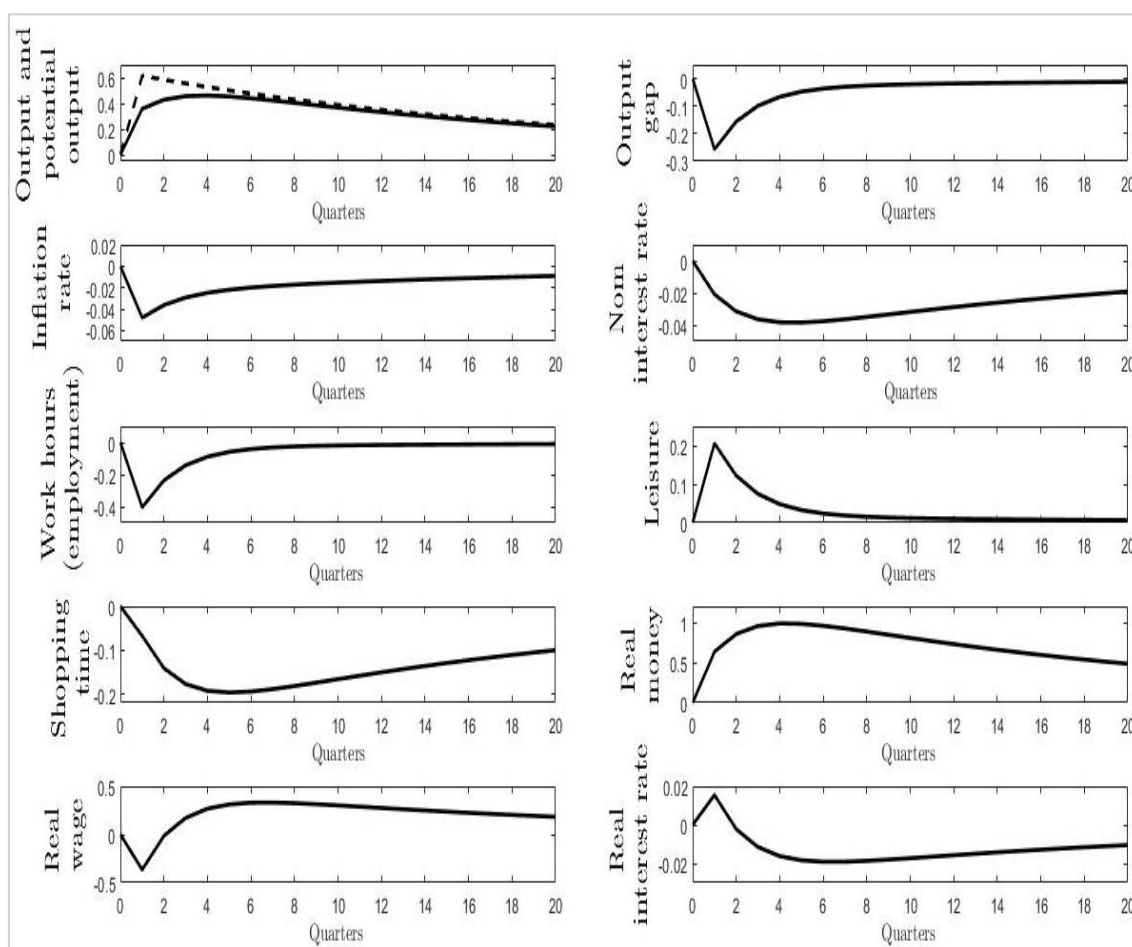 Output and
potential
output
0.6
0.4
0.2
0
0 2 4 6 8 10 12 14 16 18 20
Quarters
Output
gap
0
-0.1
-0.2
-0.3
0 2 4 6 8 10 12 14 16 18 20
Quarters
Inflation
rate
0.02
0
-0.02
-0.04
-0.06
0 2 4 6 8 10 12 14 16 18 20
Quarters
Nom
interest rate
0
-0.02
-0.04
0 2 4 6 8 10 12 14 16 18 20
Quarters
Work hours
(employment)
0
-0.2
-0.4
0 2 4 6 8 10 12 14 16 18 20
Quarters
Leisure
0.2
0.1
0
0 2 4 6 8 10 12 14 16 18 20
Quarters
Shopping
time
0
-0.1
-0.2
0 2 4 6 8 10 12 14 16 18 20
Quarters
Real
money
1
0.5
0
0 2 4 6 8 10 12 14 16 18 20
Quarters
Real
wage
0.5
0
-0.5
0 2 4 6 8 10 12 14 16 18 20
Quarters
Real
interest rate
0.02
0
-0.02
0 2 4 6 8 10 12 14 16 18 20
Quarters